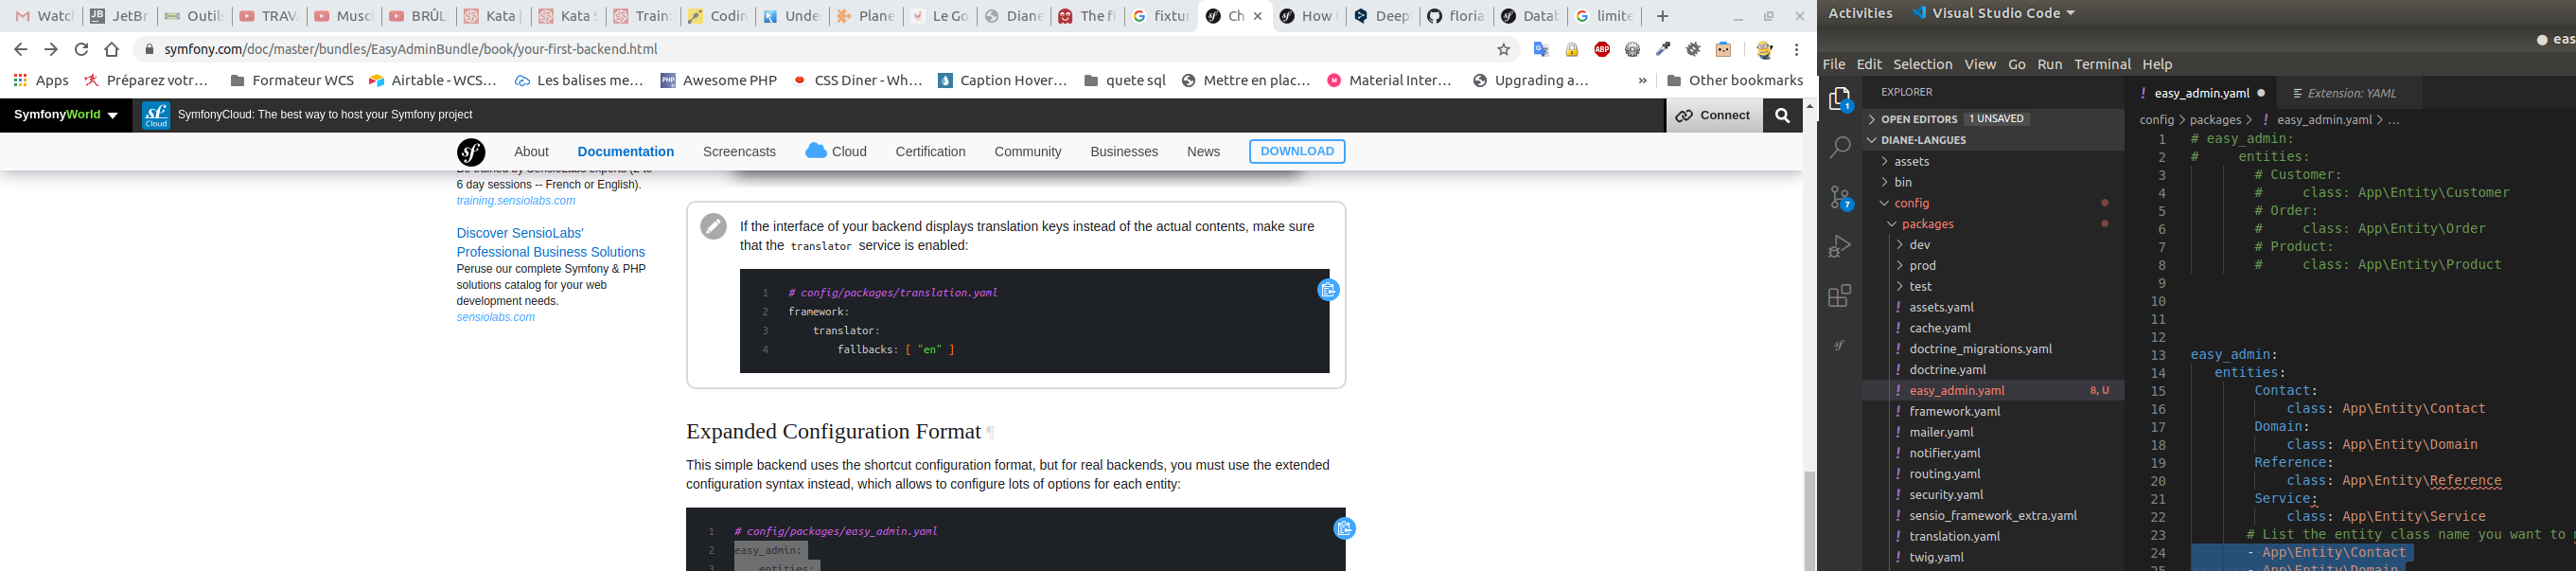 Watch
JetBr
Outils
TRAV
Muscl
BRÛL
Kata |
Kata S
Train:
Codin
Under
Plane
Le Go
Diane
The fi
fixtur
Ch
How
Deep
floria
Datab
limite
symfony.com/doc/master/bundles/EasyAdminBundle/book/your-first-backend.html
Apps
Préparez votr…
Formateur WCS
Airtable - WCS…
Les balises me…
Awesome PHP
CSS Diner - Wh…
Caption Hover…
quete sql
Mettre en plac…
Material Inter…
Upgrading a…
»
Other bookmarks
SymfonyWorld
SymfonyCloud: The best way to host your Symfony project
Connect
About
Documentation
Screencasts
Cloud
Certification
Community
Businesses
News
DOWNLOAD
Be trained by SensioLabs experts (2 to
6 day sessions -- French or English).
training.sensiolabs.com
Discover SensioLabs'
Professional Business Solutions
Peruse our complete Symfony & PHP
solutions catalog for your web
development needs.
sensiolabs.com
If the interface of your backend displays translation keys instead of the actual contents, make sure
that the translator service is enabled:
1 # config/packages/translation.yaml
2 framework:
3 translator:
4 fallbacks: [ "en" ]
Expanded Configuration Format ¶
This simple backend uses the shortcut configuration format, but for real backends, you must use the extended
configuration syntax instead, which allows to configure lots of options for each entity:
1 # config/packages/easy_admin.yaml
2 easy_admin:
3 entities:
Activities
Visual Studio Code
● eas
File Edit Selection View Go Run Terminal Help
EXPLORER
OPEN EDITORS 1 UNSAVED
DIANE-LANGUES
assets
bin
config
packages
dev
prod
test
! assets.yaml
! cache.yaml
! doctrine_migrations.yaml
! doctrine.yaml
! easy_admin.yaml 8, U
! framework.yaml
! mailer.yaml
! notifier.yaml
! routing.yaml
! security.yaml
! sensio_framework_extra.yaml
! translation.yaml
! twig.yaml
! easy_admin.yaml ●
Extension: YAML
config > packages > ! easy_admin.yaml > …
1 # easy_admin:
2 # entities:
3 # Customer:
4 # class: App\Entity\Customer
5 # Order:
6 # class: App\Entity\Order
7 # Product:
8 # class: App\Entity\Product
9
10
11
12
13 easy_admin:
14 entities:
15 Contact:
16 class: App\Entity\Contact
17 Domain:
18 class: App\Entity\Domain
19 Reference:
20 class: App\Entity\Reference
21 Service:
22 class: App\Entity\Service
23 # List the entity class name you want to
24 - App\Entity\Contact
25 - App\Entity\Domain